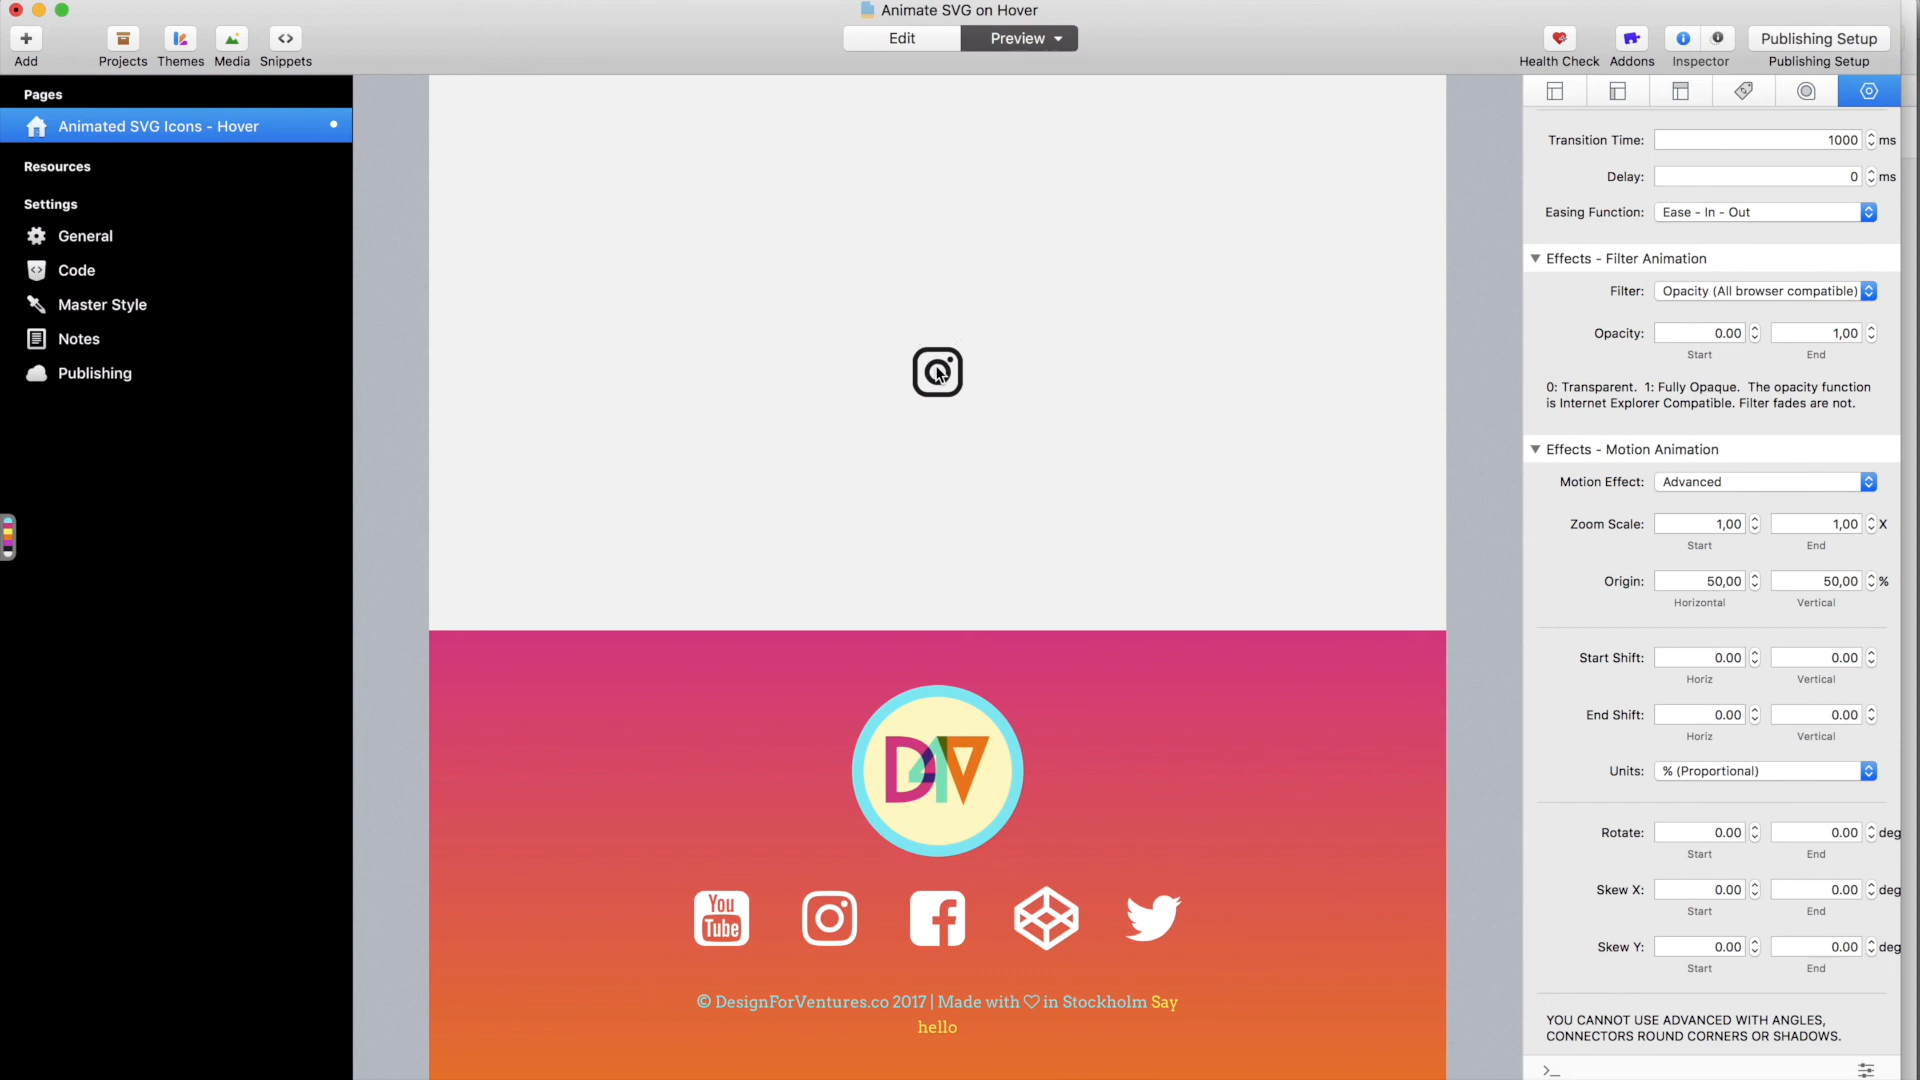 Animate SVG on Hover
Edit
Preview
Add
Projects
Themes
Media
Snippets
Health Check
Addons
Inspector
Publishing Setup
Publishing Setup
Pages
Animated SVG Icons - Hover
Resources
Settings
General
Code
Master Style
Notes
Publishing
Transition Time: 1000 ms
Delay: 0 ms
Easing Function: Ease - In - Out
Effects - Filter Animation
Filter: Opacity (All browser compatible)
Opacity: 0.00 1,00
Start End
0: Transparent. 1: Fully Opaque. The opacity function
is Internet Explorer Compatible. Filter fades are not.
Effects - Motion Animation
Motion Effect: Advanced
Zoom Scale: 1,00 1,00 X
Start End
Origin: 50,00 50,00 %
Horizontal Vertical
Start Shift: 0.00 0.00
Horiz Vertical
End Shift: 0.00 0.00
Horiz Vertical
Units: % (Proportional)
Rotate: 0.00 0.00 deg
Start End
Skew X: 0.00 0.00 deg
Start End
Skew Y: 0.00 0.00 deg
Start End
YOU CANNOT USE ADVANCED WITH ANGLES,
CONNECTORS ROUND CORNERS OR SHADOWS.
D4V
You
Tube
© DesignForVentures.co 2017 | Made with ♡ in Stockholm Say
hello